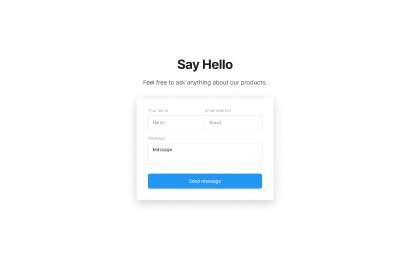 Say Hello
Feel free to ask anything about our products.
Your name
Email address
Name
Email
Message
Message
Send message